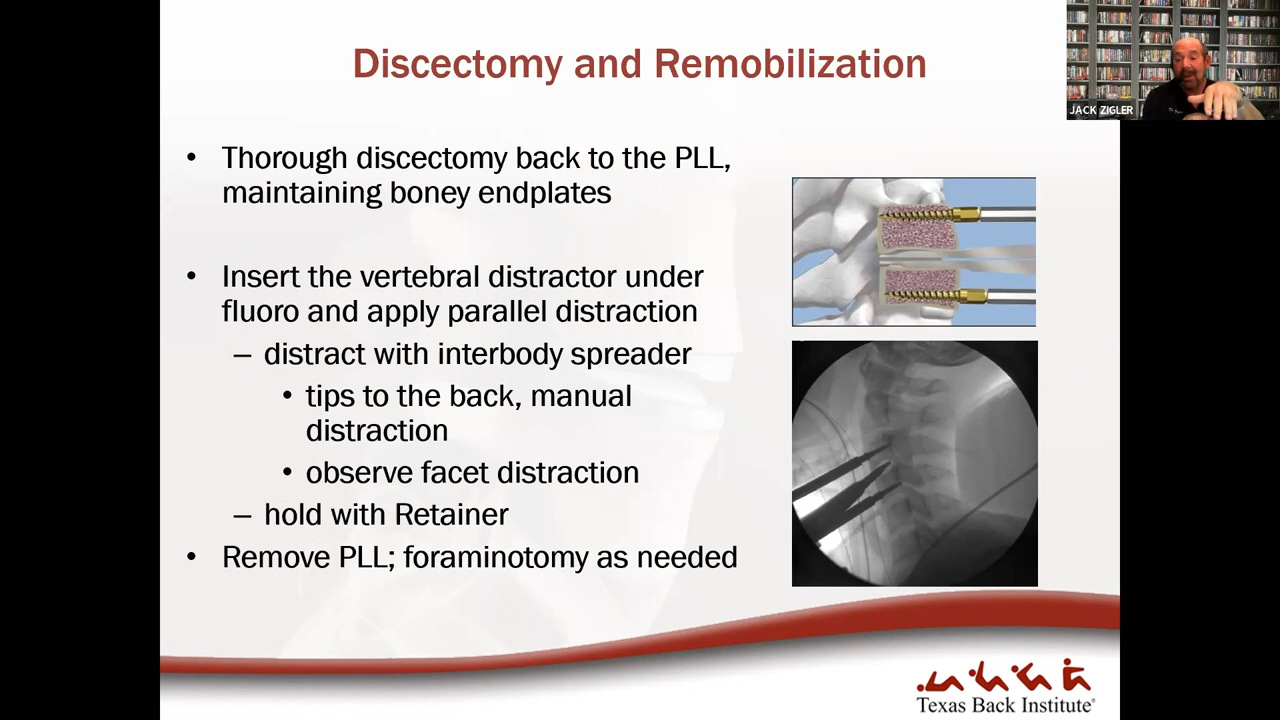 Discectomy and Remobilization
JACK ZIGLER
• Thorough discectomy back to the PLL,
maintaining boney endplates
• Insert the vertebral distractor under
fluoro and apply parallel distraction
– distract with interbody spreader
• tips to the back, manual
distraction
• observe facet distraction
– hold with Retainer
• Remove PLL; foraminotomy as needed
Texas Back Institute®